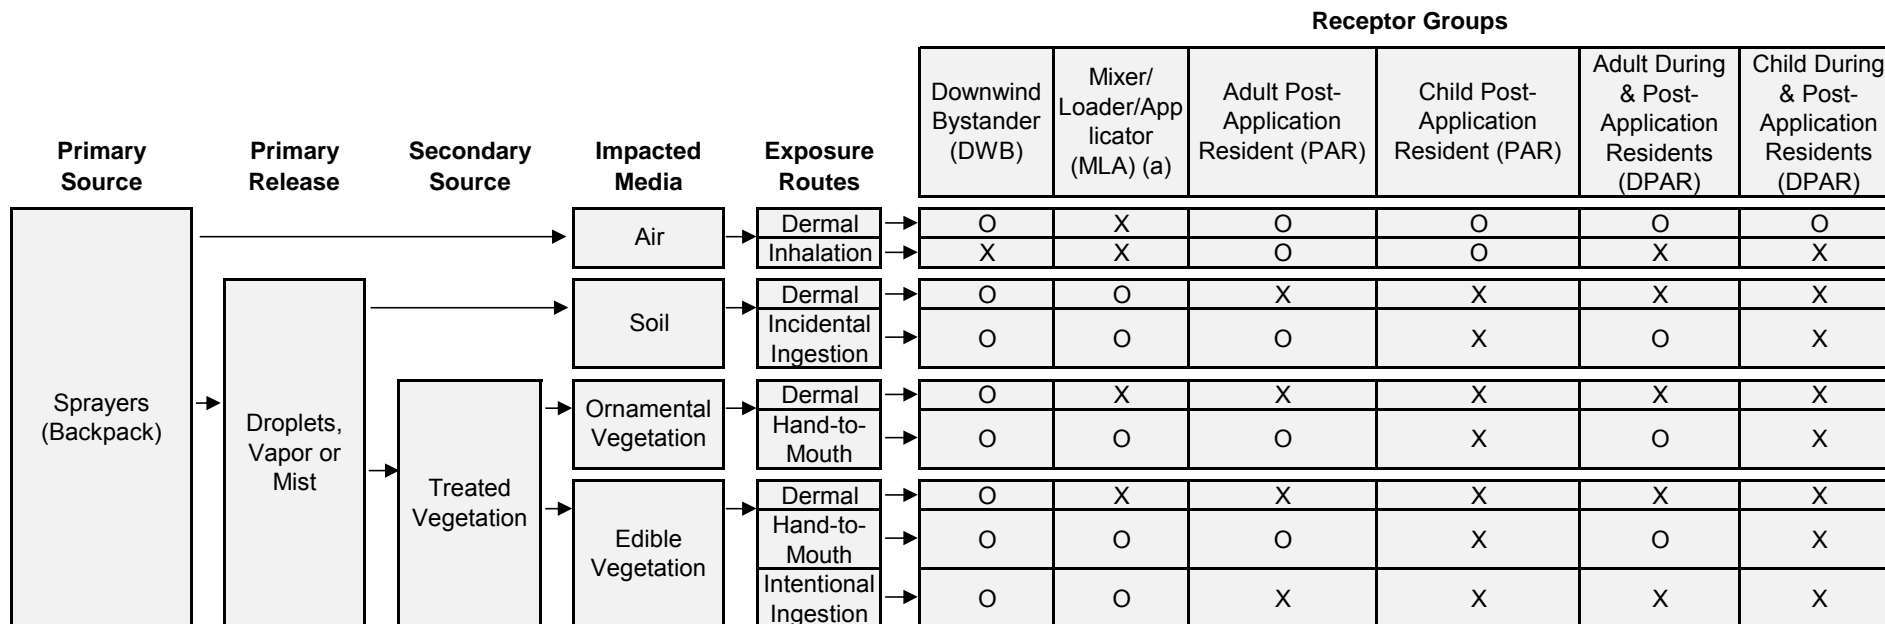 Receptor Groups
Primary
Source
Primary
Release
Secondary
Source
Impacted
Media
Exposure
Routes
Downwind
Bystander
(DWB)
Mixer/
Loader/App
licator
(MLA) (a)
Adult Post-
Application
Resident (PAR)
Child Post-
Application
Resident (PAR)
Adult During
& Post-
Application
Residents
(DPAR)
Child During
& Post-
Application
Residents
(DPAR)
Sprayers
(Backpack)
Droplets,
Vapor or
Mist
Treated
Vegetation
Air
Dermal
O X O O O O
Inhalation
X X O O X X
Soil
Dermal
O O X X X X
Incidental
Ingestion
O O O X O X
Ornamental
Vegetation
Dermal
O X X X X X
Hand-to-
Mouth
O O O X O X
Edible
Vegetation
Dermal
O X X X X X
Hand-to-
Mouth
O O O X O X
Intentional
Ingestion
O O X X X X